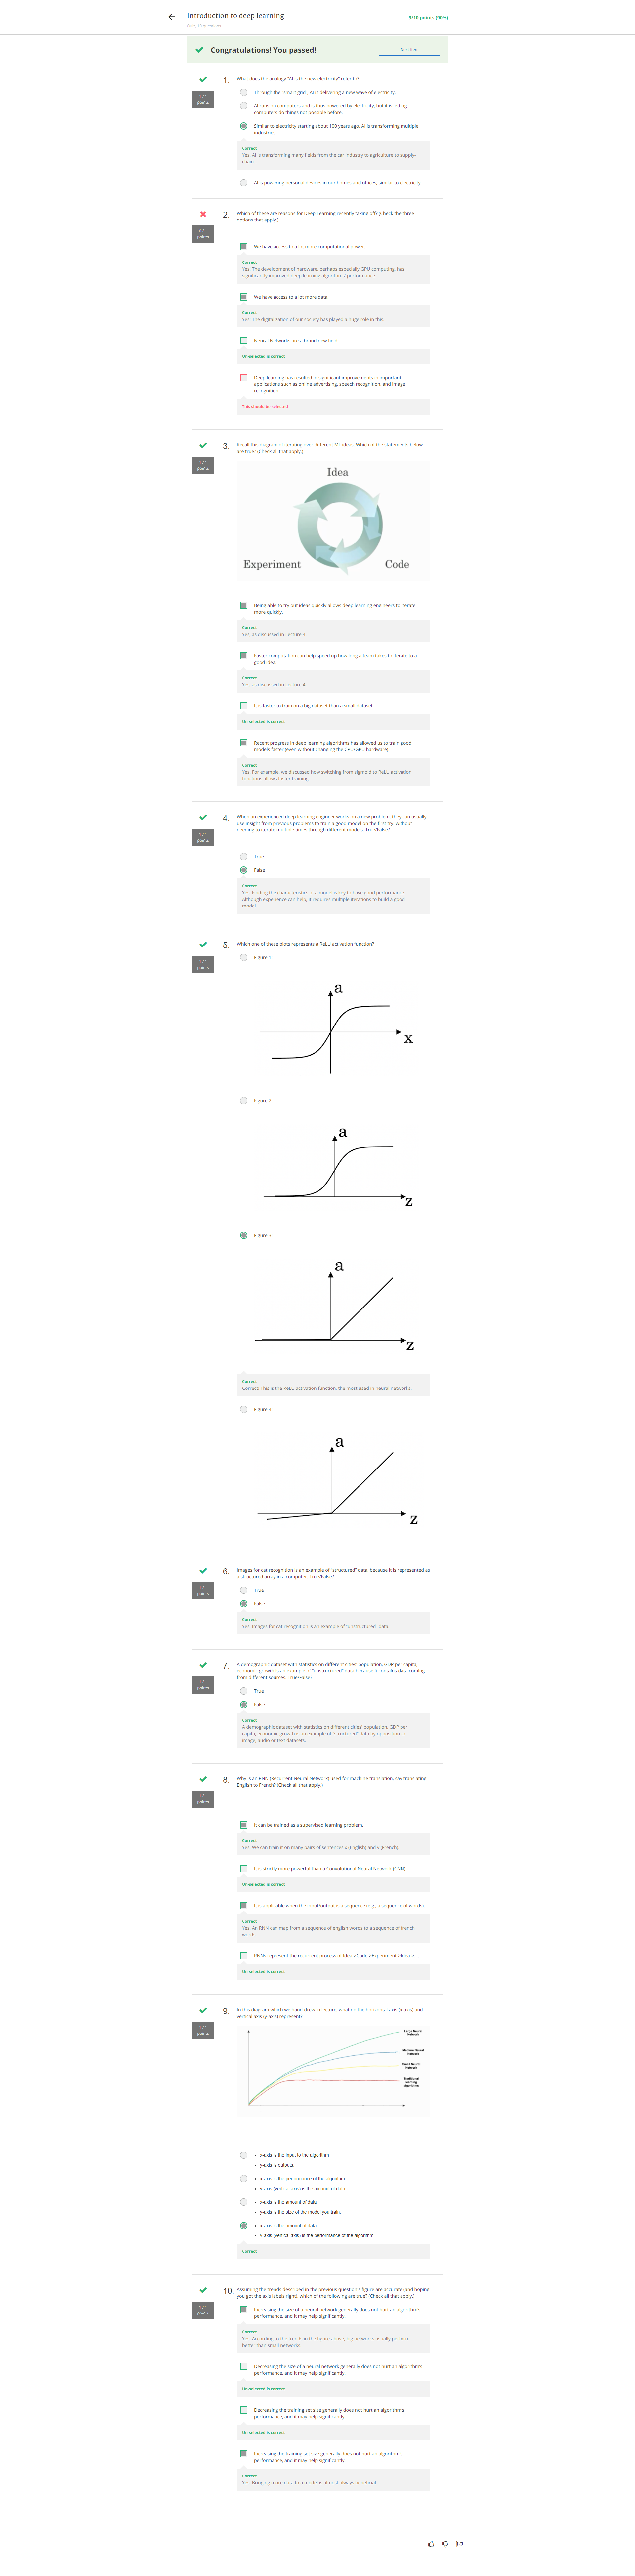 Introduction to deep learning
9/10 points (90%)
Quiz, 10 questions
Congratulations! You passed!
Next Item
1/1
points
1.
What does the analogy "AI is the new electricity" refer to?
Through the "smart grid", AI is delivering a new wave of electricity.
AI runs on computers and is thus powered by electricity, but it is letting
computers do things not possible before.
Similar to electricity starting about 100 years ago, AI is transforming multiple
industries.
Correct
Yes. AI is transforming many fields from the car industry to agriculture to supply-
chain...
AI is powering personal devices in our homes and offices, similar to electricity.
0/1
points
2.
Which of these are reasons for Deep Learning recently taking off? (Check the three
options that apply.)
We have access to a lot more computational power.
Correct
Yes! The development of hardware, perhaps especially GPU computing, has
significantly improved deep learning algorithms' performance.
We have access to a lot more data.
Correct
Yes! The digitalization of our society has played a huge role in this.
Neural Networks are a brand new field.
Un-selected is correct
Deep learning has resulted in significant improvements in important
applications such as online advertising, speech recognition, and image
recognition.
This should be selected
1/1
points
3.
Recall this diagram of iterating over different ML ideas. Which of the statements below
are true? (Check all that apply.)
Idea
Experiment
Code
Being able to try out ideas quickly allows deep learning engineers to iterate
more quickly.
Correct
Yes, as discussed in Lecture 4.
Faster computation can help speed up how long a team takes to iterate to a
good idea.
Correct
Yes, as discussed in Lecture 4.
It is faster to train on a big dataset than a small dataset.
Un-selected is correct
Recent progress in deep learning algorithms has allowed us to train good
models faster (even without changing the CPU/GPU hardware).
Correct
Yes. For example, we discussed how switching from sigmoid to ReLU activation
functions allows faster training.
1/1
points
4.
When an experienced deep learning engineer works on a new problem, they can usually
use insight from previous problems to train a good model on the first try, without
needing to iterate multiple times through different models. True/False?
True
False
Correct
Yes. Finding the characteristics of a model is key to have good performance.
Although experience can help, it requires multiple iterations to build a good
model.
1/1
points
5.
Which one of these plots represents a ReLU activation function?
Figure 1:
a
x
Figure 2:
a
z
Figure 3:
a
z
Correct
Correct! This is the ReLU activation function, the most used in neural networks.
Figure 4:
a
z
1/1
points
6.
Images for cat recognition is an example of "structured" data, because it is represented as
a structured array in a computer. True/False?
True
False
Correct
Yes. Images for cat recognition is an example of "unstructured" data.
1/1
points
7.
A demographic dataset with statistics on different cities' population, GDP per capita,
economic growth is an example of "unstructured" data because it contains data coming
from different sources. True/False?
True
False
Correct
A demographic dataset with statistics on different cities' population, GDP per
capita, economic growth is an example of "structured" data by opposition to
image, audio or text datasets.
1/1
points
8.
Why is an RNN (Recurrent Neural Network) used for machine translation, say translating
English to French? (Check all that apply.)
It can be trained as a supervised learning problem.
Correct
Yes. We can train it on many pairs of sentences x (English) and y (French).
It is strictly more powerful than a Convolutional Neural Network (CNN).
Un-selected is correct
It is applicable when the input/output is a sequence (e.g., a sequence of words).
Correct
Yes. An RNN can map from a sequence of english words to a sequence of french
words.
RNNs represent the recurrent process of Idea->Code->Experiment->Idea->....
Un-selected is correct
1/1
points
9.
In this diagram which we hand-drew in lecture, what do the horizontal axis (x-axis) and
vertical axis (y-axis) represent?
Large Neural
Network
Medium Neural
Network
Small Neural
Network
Traditional
learning
algorithms
• x-axis is the input to the algorithm
• y-axis is outputs.
• x-axis is the performance of the algorithm
• y-axis (vertical axis) is the amount of data.
• x-axis is the amount of data
• y-axis is the size of the model you train.
• x-axis is the amount of data
• y-axis (vertical axis) is the performance of the algorithm.
Correct
1/1
points
10.
Assuming the trends described in the previous question's figure are accurate (and hoping
you got the axis labels right), which of the following are true? (Check all that apply.)
Increasing the size of a neural network generally does not hurt an algorithm's
performance, and it may help significantly.
Correct
Yes. According to the trends in the figure above, big networks usually perform
better than small networks.
Decreasing the size of a neural network generally does not hurt an algorithm's
performance, and it may help significantly.
Un-selected is correct
Decreasing the training set size generally does not hurt an algorithm's
performance, and it may help significantly.
Un-selected is correct
Increasing the training set size generally does not hurt an algorithm's
performance, and it may help significantly.
Correct
Yes. Bringing more data to a model is almost always beneficial.